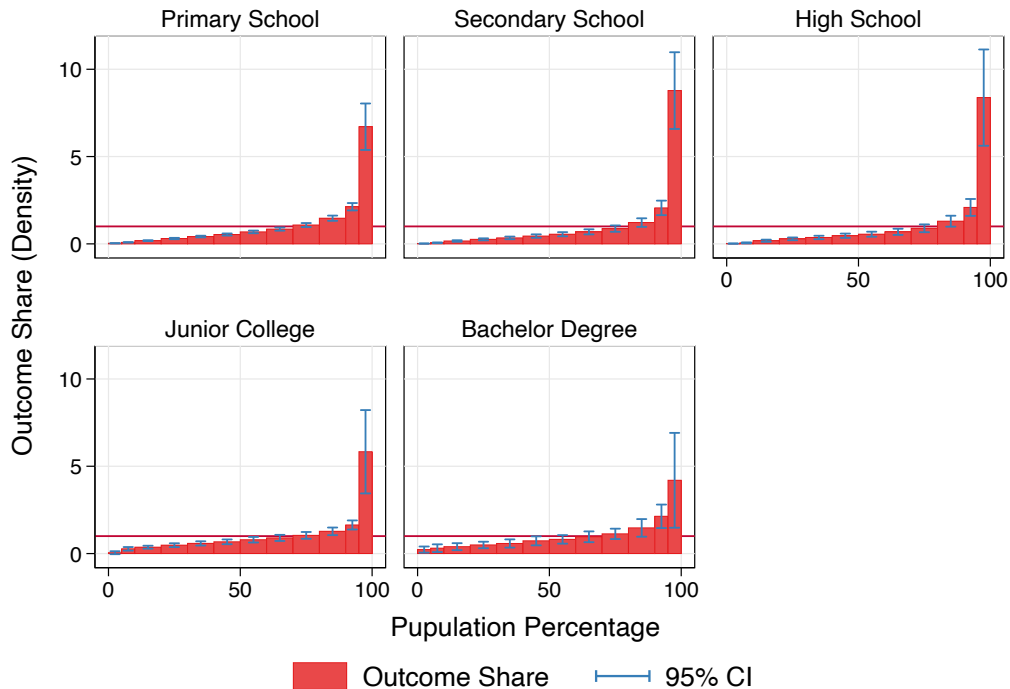 Primary School
Secondary School
High School
10
5
0
0
50
100
Junior College
Bachelor Degree
10
5
0
0
50
100
0
50
100
Outcome Share (Density)
Pupulation Percentage
Outcome Share
95% CI